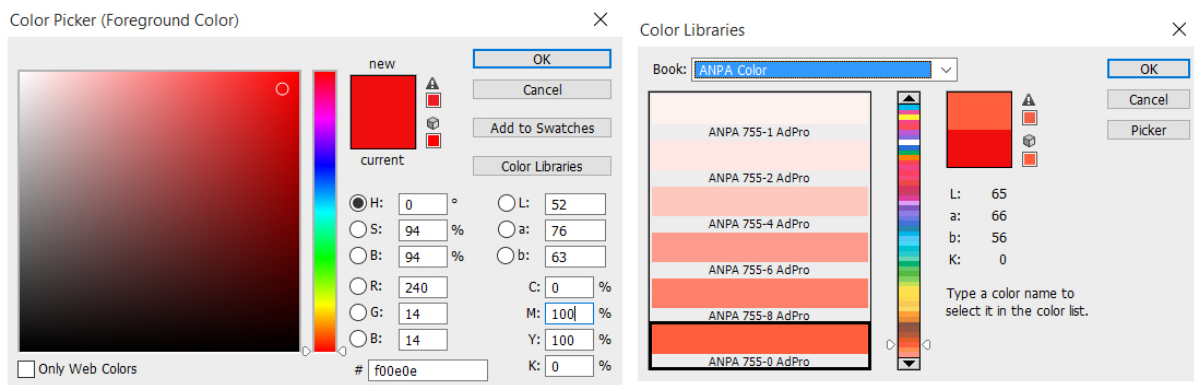 Color Picker (Foreground Color)
new
current
OK
Cancel
Add to Swatches
Color Libraries
H: 0 °
S: 94 %
B: 94 %
R: 240
G: 14
B: 14
# f00e0e
L: 52
a: 76
b: 63
C: 0 %
M: 100 %
Y: 100 %
K: 0 %
Only Web Colors
Color Libraries
Book: ANPA Color
ANPA 755-1 AdPro
ANPA 755-2 AdPro
ANPA 755-4 AdPro
ANPA 755-6 AdPro
ANPA 755-8 AdPro
ANPA 755-0 AdPro
OK
Cancel
Picker
L: 65
a: 66
b: 56
K: 0
Type a color name to
select it in the color list.